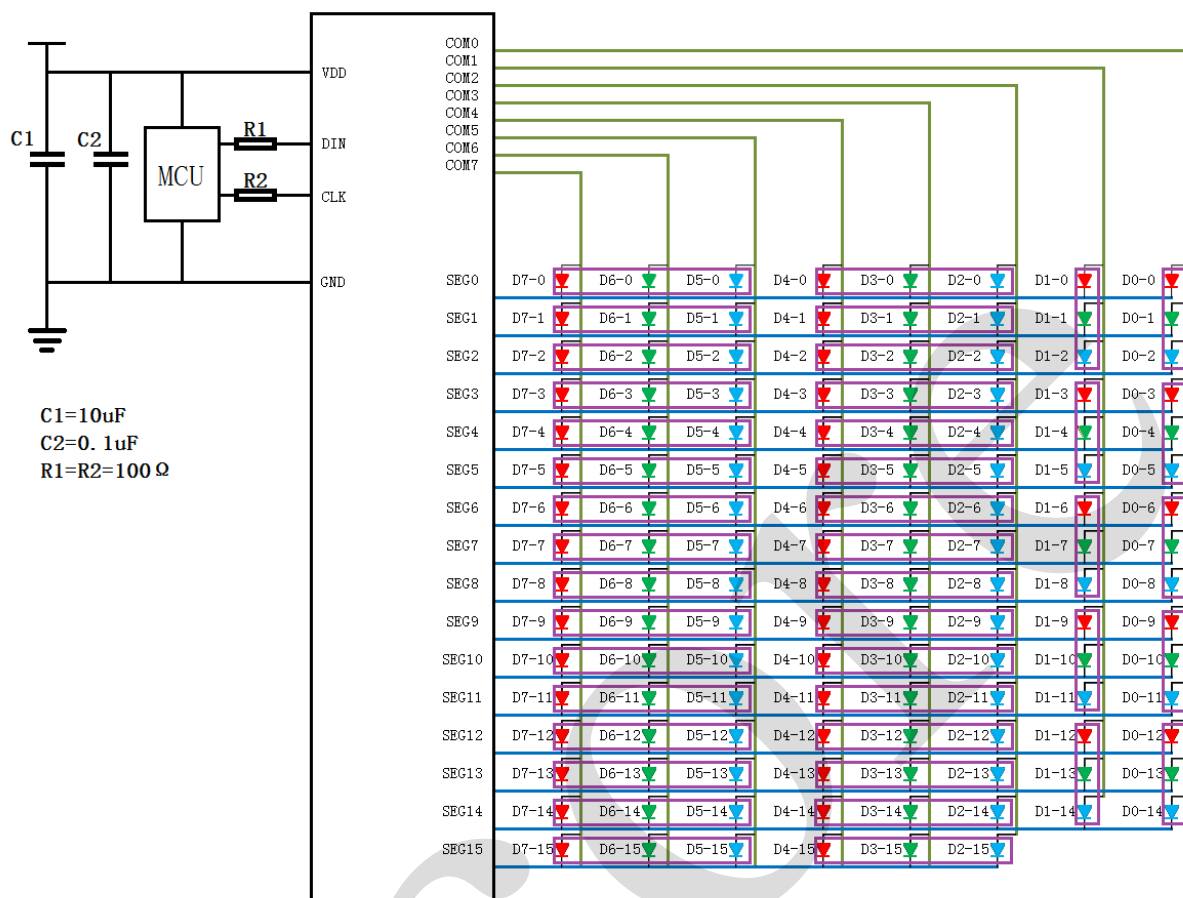 COM0
COM1
COM2
COM3
COM4
COM5
COM6
COM7
VDD
DIN
CLK
GND
C1
C2
MCU
R1
R2
C1=10uF
C2=0.1uF
R1=R2=100Ω
SEG0 D7-0 D6-0 D5-0 D4-0 D3-0 D2-0 D1-0 D0-0
SEG1 D7-1 D6-1 D5-1 D4-1 D3-1 D2-1 D1-1 D0-1
SEG2 D7-2 D6-2 D5-2 D4-2 D3-2 D2-2 D1-2 D0-2
SEG3 D7-3 D6-3 D5-3 D4-3 D3-3 D2-3 D1-3 D0-3
SEG4 D7-4 D6-4 D5-4 D4-4 D3-4 D2-4 D1-4 D0-4
SEG5 D7-5 D6-5 D5-5 D4-5 D3-5 D2-5 D1-5 D0-5
SEG6 D7-6 D6-6 D5-6 D4-6 D3-6 D2-6 D1-6 D0-6
SEG7 D7-7 D6-7 D5-7 D4-7 D3-7 D2-7 D1-7 D0-7
SEG8 D7-8 D6-8 D5-8 D4-8 D3-8 D2-8 D1-8 D0-8
SEG9 D7-9 D6-9 D5-9 D4-9 D3-9 D2-9 D1-9 D0-9
SEG10 D7-10 D6-10 D5-10 D4-10 D3-10 D2-10 D1-10 D0-10
SEG11 D7-11 D6-11 D5-11 D4-11 D3-11 D2-11 D1-11 D0-11
SEG12 D7-12 D6-12 D5-12 D4-12 D3-12 D2-12 D1-12 D0-12
SEG13 D7-13 D6-13 D5-13 D4-13 D3-13 D2-13 D1-13 D0-13
SEG14 D7-14 D6-14 D5-14 D4-14 D3-14 D2-14 D1-14 D0-14
SEG15 D7-15 D6-15 D5-15 D4-15 D3-15 D2-15